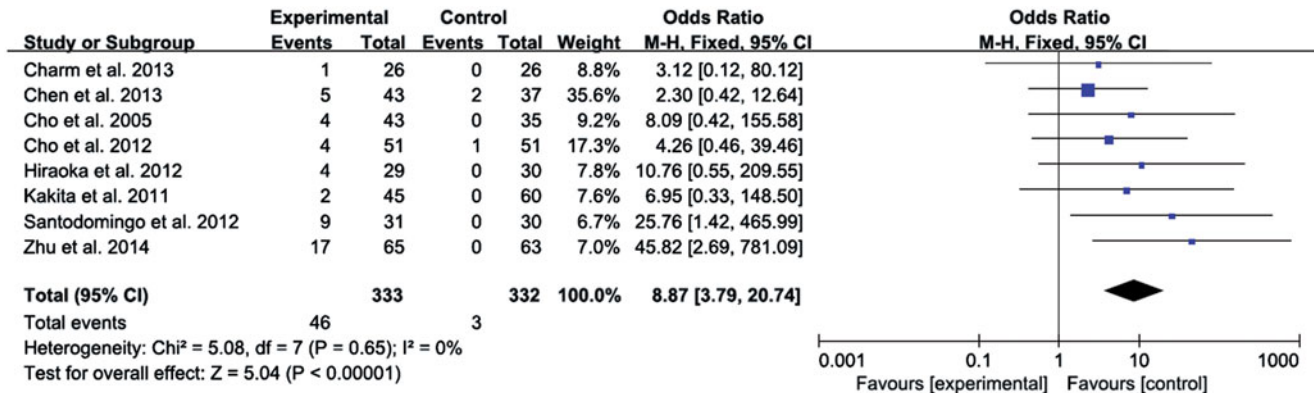 Experimental Control Odds Ratio Odds Ratio
Study or Subgroup Events Total Events Total Weight M-H, Fixed, 95% CI M-H, Fixed, 95% CI
Charm et al. 2013 1 26 0 26 8.8% 3.12 [0.12, 80.12]
Chen et al. 2013 5 43 2 37 35.6% 2.30 [0.42, 12.64]
Cho et al. 2005 4 43 0 35 9.2% 8.09 [0.42, 155.58]
Cho et al. 2012 4 51 1 51 17.3% 4.26 [0.46, 39.46]
Hiraoka et al. 2012 4 29 0 30 7.8% 10.76 [0.55, 209.55]
Kakita et al. 2011 2 45 0 60 6.95 [0.33, 148.50] 7.6%
Santodomingo et al. 2012 9 31 0 30 6.7% 25.76 [1.42, 465.99]
Zhu et al. 2014 17 65 0 63 7.0% 45.82 [2.69, 781.09]
Total (95% CI) 333 332 100.0% 8.87 [3.79, 20.74]
Total events 46 3
Heterogeneity: Chi² = 5.08, df = 7 (P = 0.65); I² = 0%
Test for overall effect: Z = 5.04 (P < 0.00001)
0.001 0.1 1 10 1000
Favours [experimental] Favours [control]